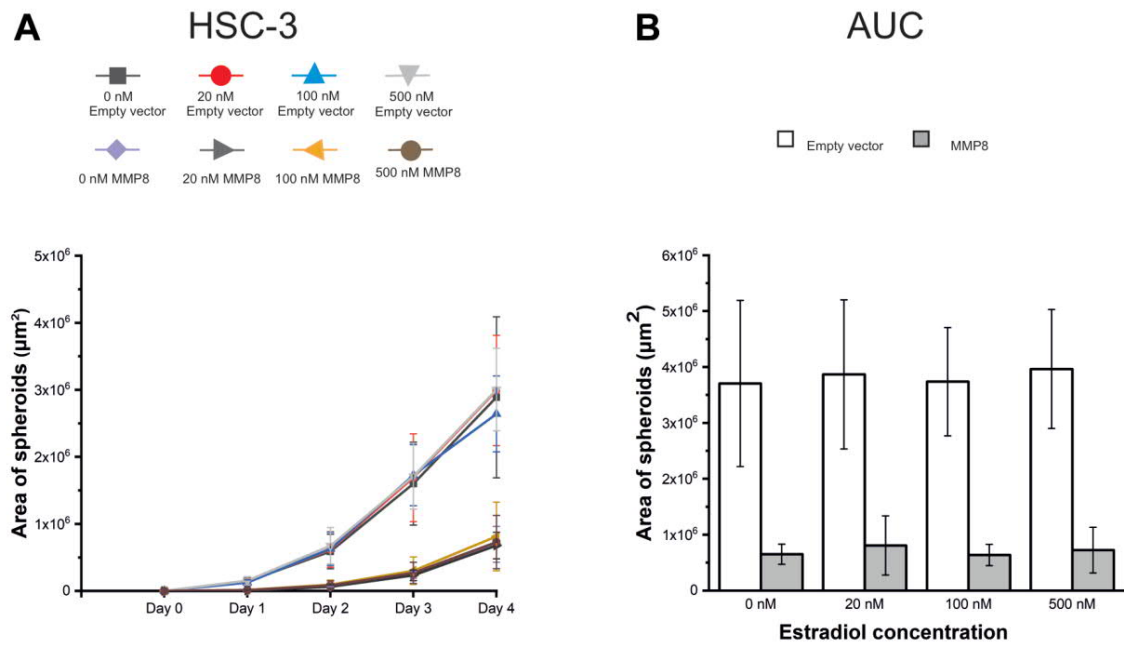 A HSC-3
0 nM
Empty vector
20 nM
Empty vector
100 nM
Empty vector
500 nM
Empty vector
0 nM MMP8
20 nM MMP8
100 nM MMP8
500 nM MMP8
Area of spheroids (µm²)
5x10⁶
4x10⁶
3x10⁶
2x10⁶
1x10⁶
0
Day 0
Day 1
Day 2
Day 3
Day 4
B AUC
Empty vector
MMP8
Area of spheroids (µm²)
6x10⁶
5x10⁶
4x10⁶
3x10⁶
2x10⁶
1x10⁶
0
0 nM
20 nM
100 nM
500 nM
Estradiol concentration